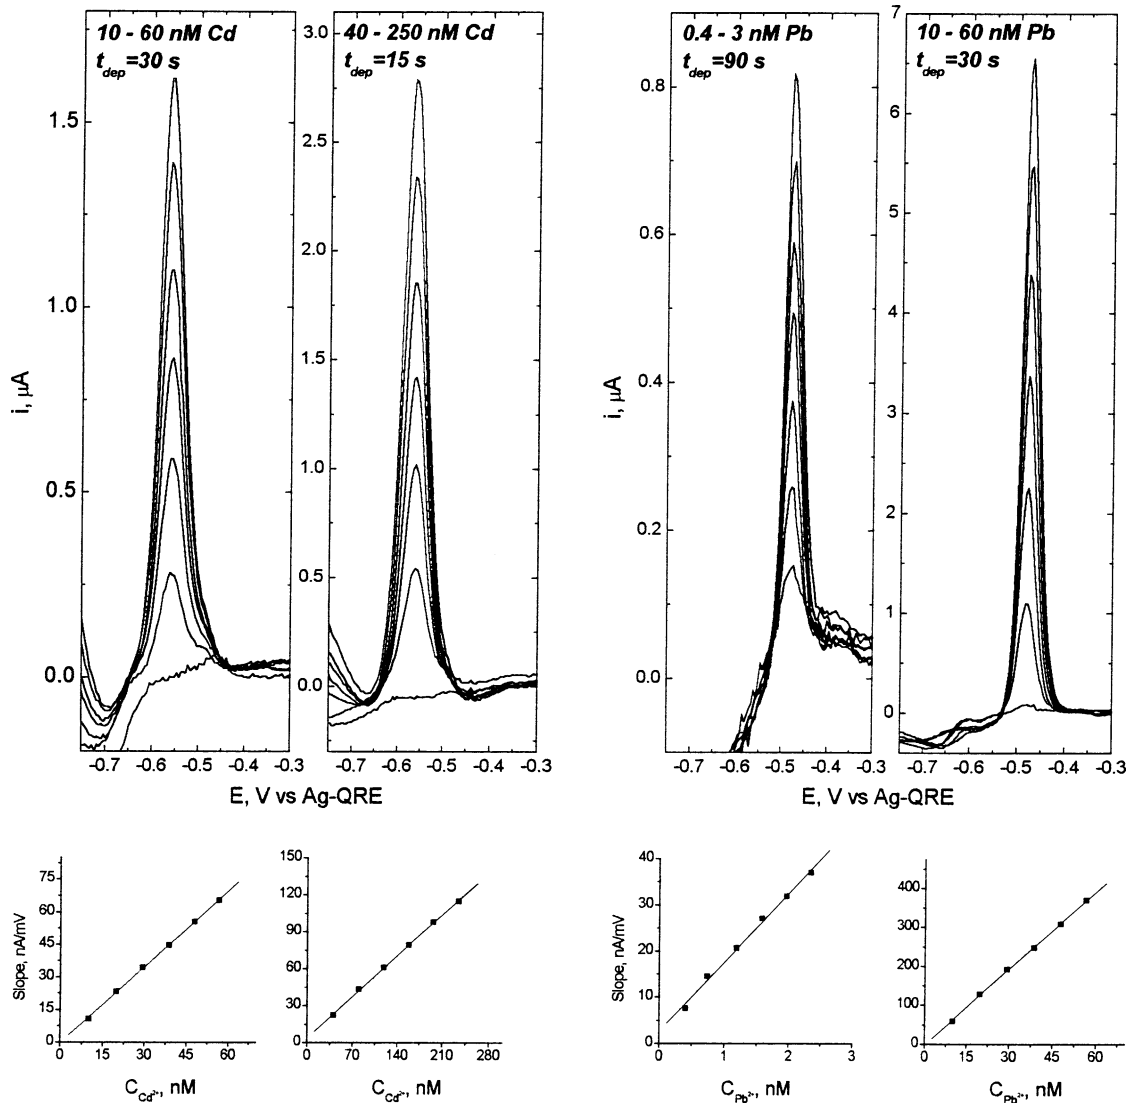 10 - 60 nM Cd
t_dep=30 s
1.5
1.0
0.5
0.0
i, μA
-0.7 -0.6 -0.5 -0.4 -0.3
40 - 250 nM Cd
t_dep=15 s
3.0
2.5
2.0
1.5
1.0
0.5
0.0
-0.7 -0.6 -0.5 -0.4 -0.3
E, V vs Ag-QRE
0.4 - 3 nM Pb
t_dep=90 s
0.8
0.6
0.4
0.2
0.0
i, μA
-0.7 -0.6 -0.5 -0.4 -0.3
10 - 60 nM Pb
t_dep=30 s
7
6
5
4
3
2
1
0
-0.7 -0.6 -0.5 -0.4 -0.3
E, V vs Ag-QRE
75
60
45
30
15
0
Slope, nA/mV
0 15 30 45 60
C_Cd²⁺, nM
150
120
90
60
30
0
70 140 210 280
C_Cd²⁺, nM
40
30
20
10
0
Slope, nA/mV
0 1 2 3
C_Pb²⁺, nM
400
300
200
100
0
0 15 30 45 60
C_Pb²⁺, nM